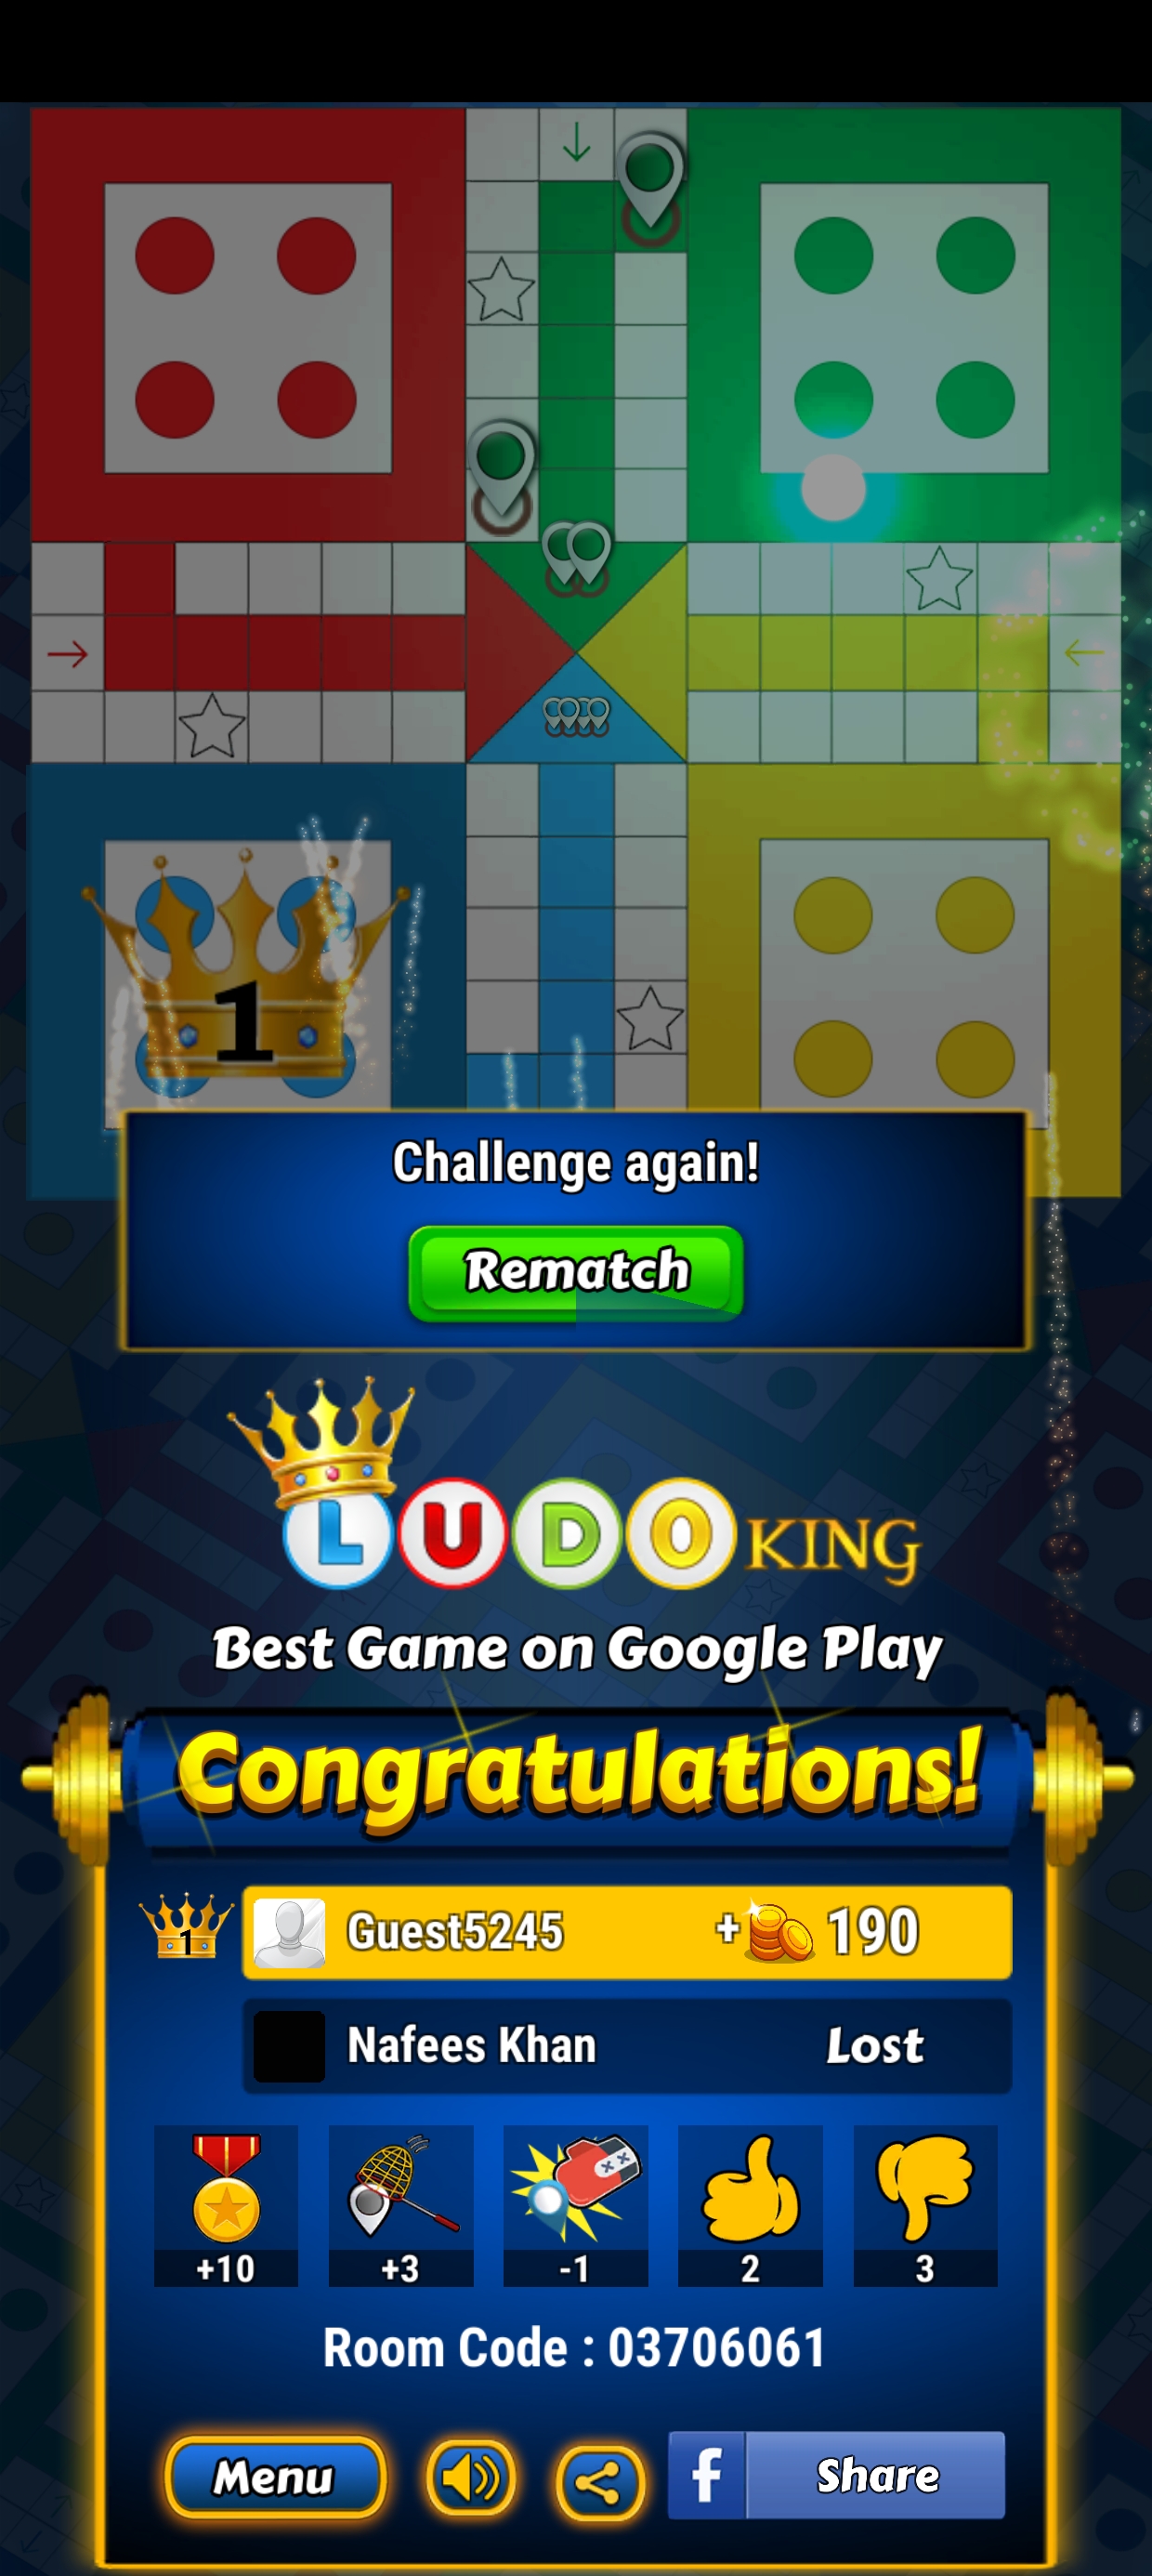 1
Challenge again!
Rematch
LUDO KING
Best Game on Google Play
Congratulations!
1 Guest5245 + 190
Nafees Khan Lost
+10 +3 -1 2 3
Room Code : 03706061
Menu f Share